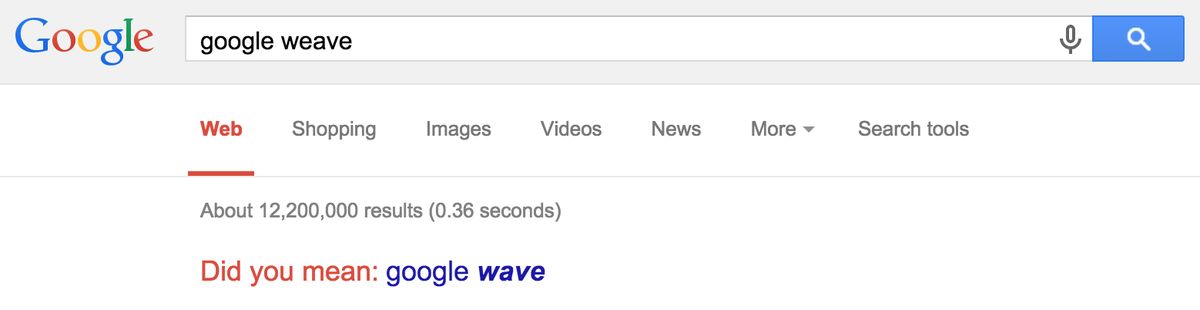 Google google weave
Web Shopping Images Videos News More Search tools
About 12,200,000 results (0.36 seconds)
Did you mean: google wave